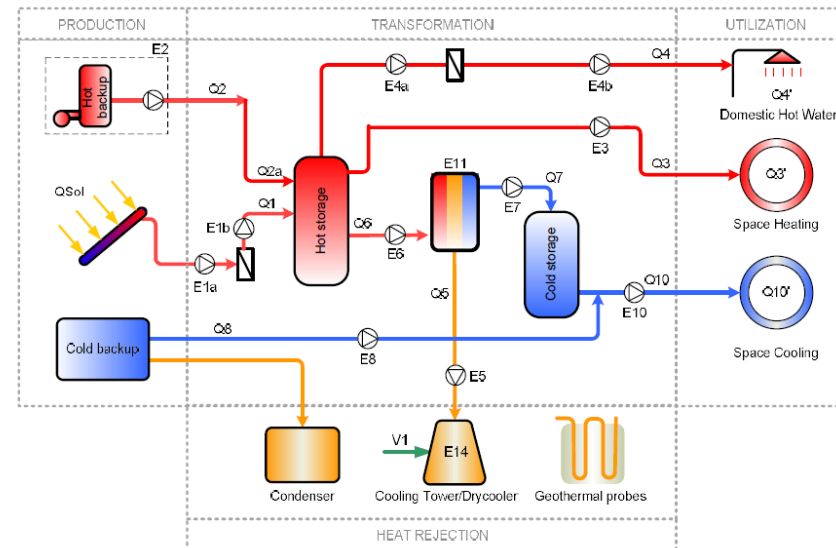 PRODUCTION
TRANSFORMATION
UTILIZATION
E2
Hot
backup
Q2
E4a
E4b
Q4
Q4'
Domestic Hot Water
Q2a
E3
Q3
Q3'
Space Heating
QSol
Q1
E1b
E1a
Hot storage
Q6
E6
E11
E7
Q7
Cold storage
Q5
Q10
E10
Q10'
Space Cooling
Cold backup
Q8
E8
E5
V1
E14
Condenser
Cooling Tower/Drycooler
Geothermal probes
HEAT REJECTION